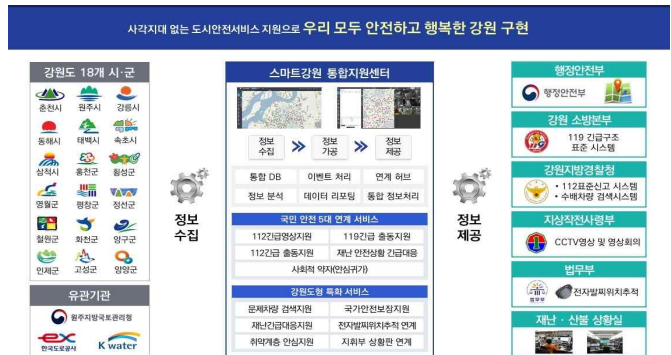 사각지대 없는 도시안전서비스 지원으로 우리 모두 안전하고 행복한 강원 구현
강원도 18개 시·군
춘천시 원주시 강릉시
동해시 태백시 속초시
삼척시 홍천군 횡성군
영월군 평창군 정선군
철원군 화천군 양구군
인제군 고성군 양양군
유관기관
원주지방국토관리청
ex 한국도로공사
K water
정보
수집
스마트강원 통합지원센터
정보
수집
정보
가공
정보
제공
통합 DB 이벤트 처리 연계 허브
정보 분석 데이터 리포팅 통합 정보처리
국민 안전 5대 연계 서비스
112긴급영상지원 119긴급 출동지원
112긴급 출동지원 재난 안전상황 긴급대응
사회적 약자(안심귀가)
강원도형 특화 서비스
문제차량 검색지원 국가안전보장지원
재난긴급대응지원 전자발찌위치추적 연계
취약계층 안심지원 지휘부 상황판 연계
정보
제공
행정안전부
행정안전부
강원 소방본부
119
119 긴급구조
표준 시스템
강원지방경찰청
• 112표준신고 시스템
• 수배차량 검색시스템
지상작전사령부
CCTV영상 및 영상회의
법무부
법무부
전자발찌위치추적
재난 · 산불 상황실